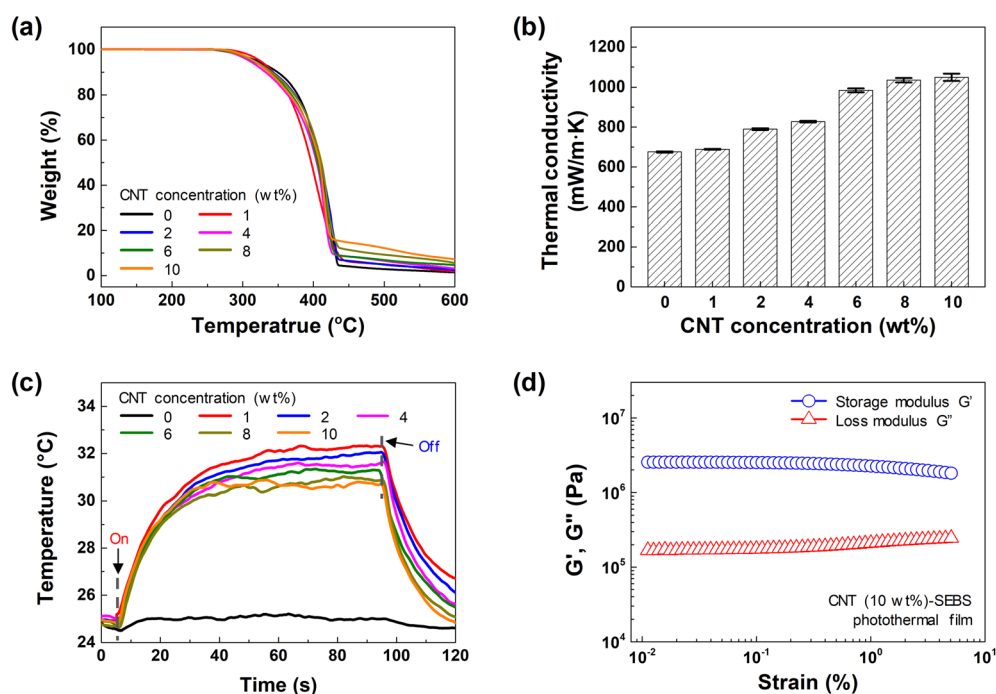 (a)
100
80
60
40
20
0
Weight (%)
CNT concentration (wt%)
0 1
2 4
6 8
10
100 200 300 400 500 600
Temperatrue (°C)
(b)
1200
1000
800
600
400
200
0
Thermal conductivity
(mW/m·K)
0 1 2 4 6 8 10
CNT concentration (wt%)
(c)
34
32
31
28
26
24
Temperature (°C)
CNT concentration (wt%)
0 1 2 4
6 8 10
Off
On
0 20 40 60 80 100 120
Time (s)
(d)
10⁷
10⁶
10⁵
10⁴
G', G'' (Pa)
Storage modulus G'
Loss modulus G''
CNT (10 wt%)-SEBS
photothermal film
10⁻² 10⁻¹ 10⁰ 10¹
Strain (%)